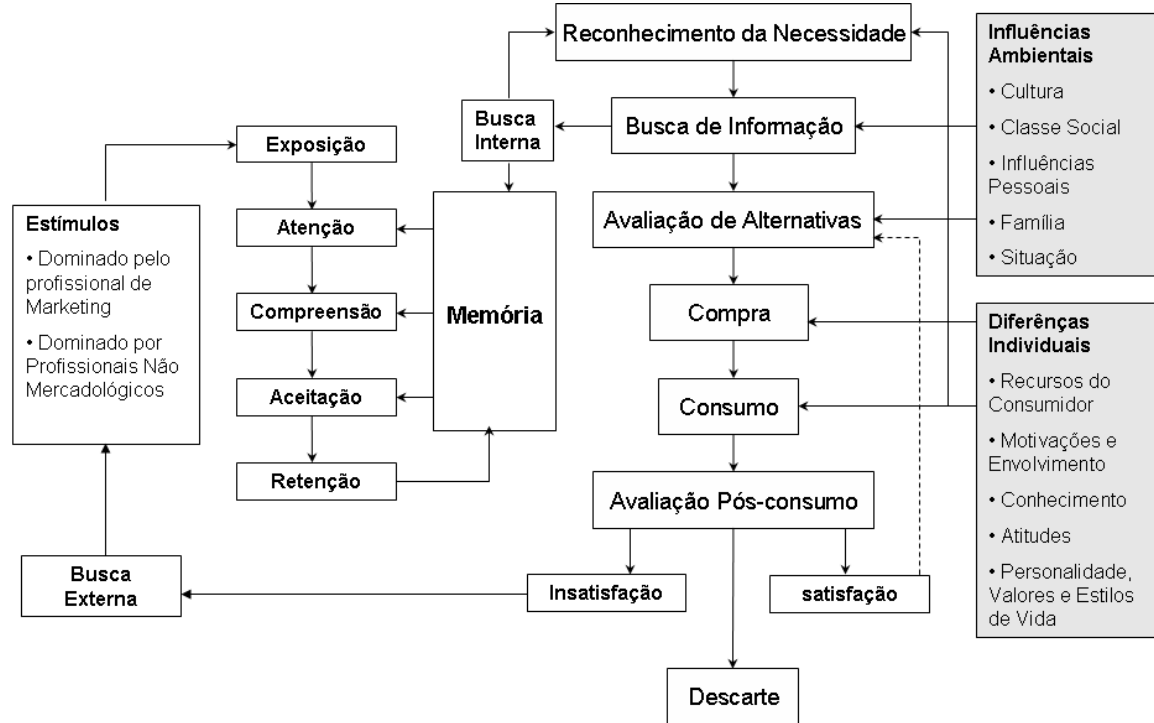 Reconhecimento da Necessidade
Busca
Interna
Busca de Informação
Avaliação de Alternativas
Compra
Consumo
Avaliação Pós-consumo
Insatisfação
satisfação
Descarte
Exposição
Atenção
Compreensão
Aceitação
Retenção
Memória
Estímulos
• Dominado pelo
profissional de
Marketing
• Dominado por
Profissionais Não
Mercadológicos
Busca
Externa
Influências
Ambientais
• Cultura
• Classe Social
• Influências
Pessoais
• Família
• Situação
Diferênças
Individuais
• Recursos do
Consumidor
• Motivações e
Envolvimento
• Conhecimento
• Atitudes
• Personalidade,
Valores e Estilos
de Vida